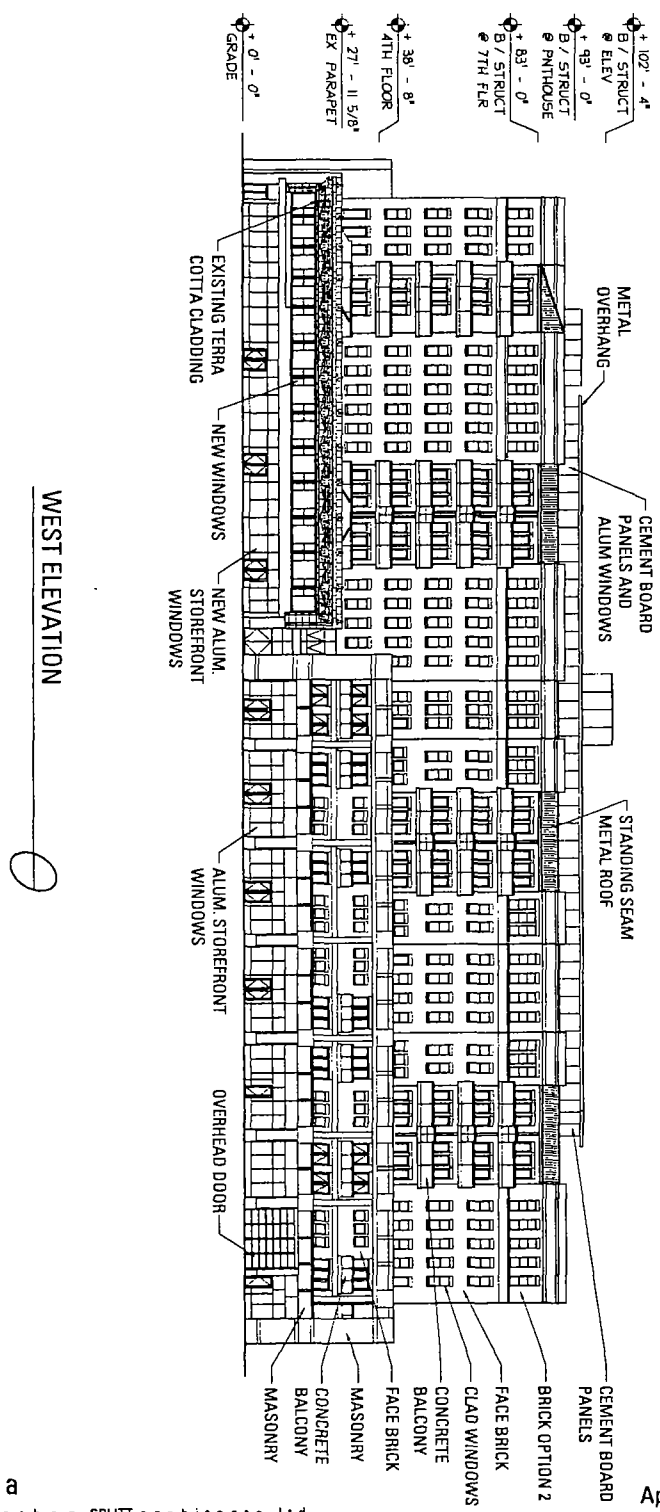 + 102' - 4"
B / STRUCT
@ ELEV
+ 93' - 0"
B / STRUCT
@ PNTHOUSE
+ 83' - 0"
B / STRUCT
@ 7TH FLR
+ 38' - 8"
4TH FLOOR
+ 27' - 11 5/8"
EX PARAPET
+ 0' - 0"
GRADE
METAL
OVERHANG
CEMENT BOARD
PANELS AND
ALUM WINDOWS
STANDING SEAM
METAL ROOF
CEMENT BOARD
PANELS
BRICK OPTION 2
FACE BRICK
CLAD WINDOWS
CONCRETE
BALCONY
FACE BRICK
MASONRY
CONCRETE
BALCONY
MASONRY
EXISTING TERRA
COTTA CLADDING
NEW WINDOWS
NEW ALUM.
STOREFRONT
WINDOWS
ALUM. STOREFRONT
WINDOWS
OVERHEAD DOOR
WEST ELEVATION
a
Ap